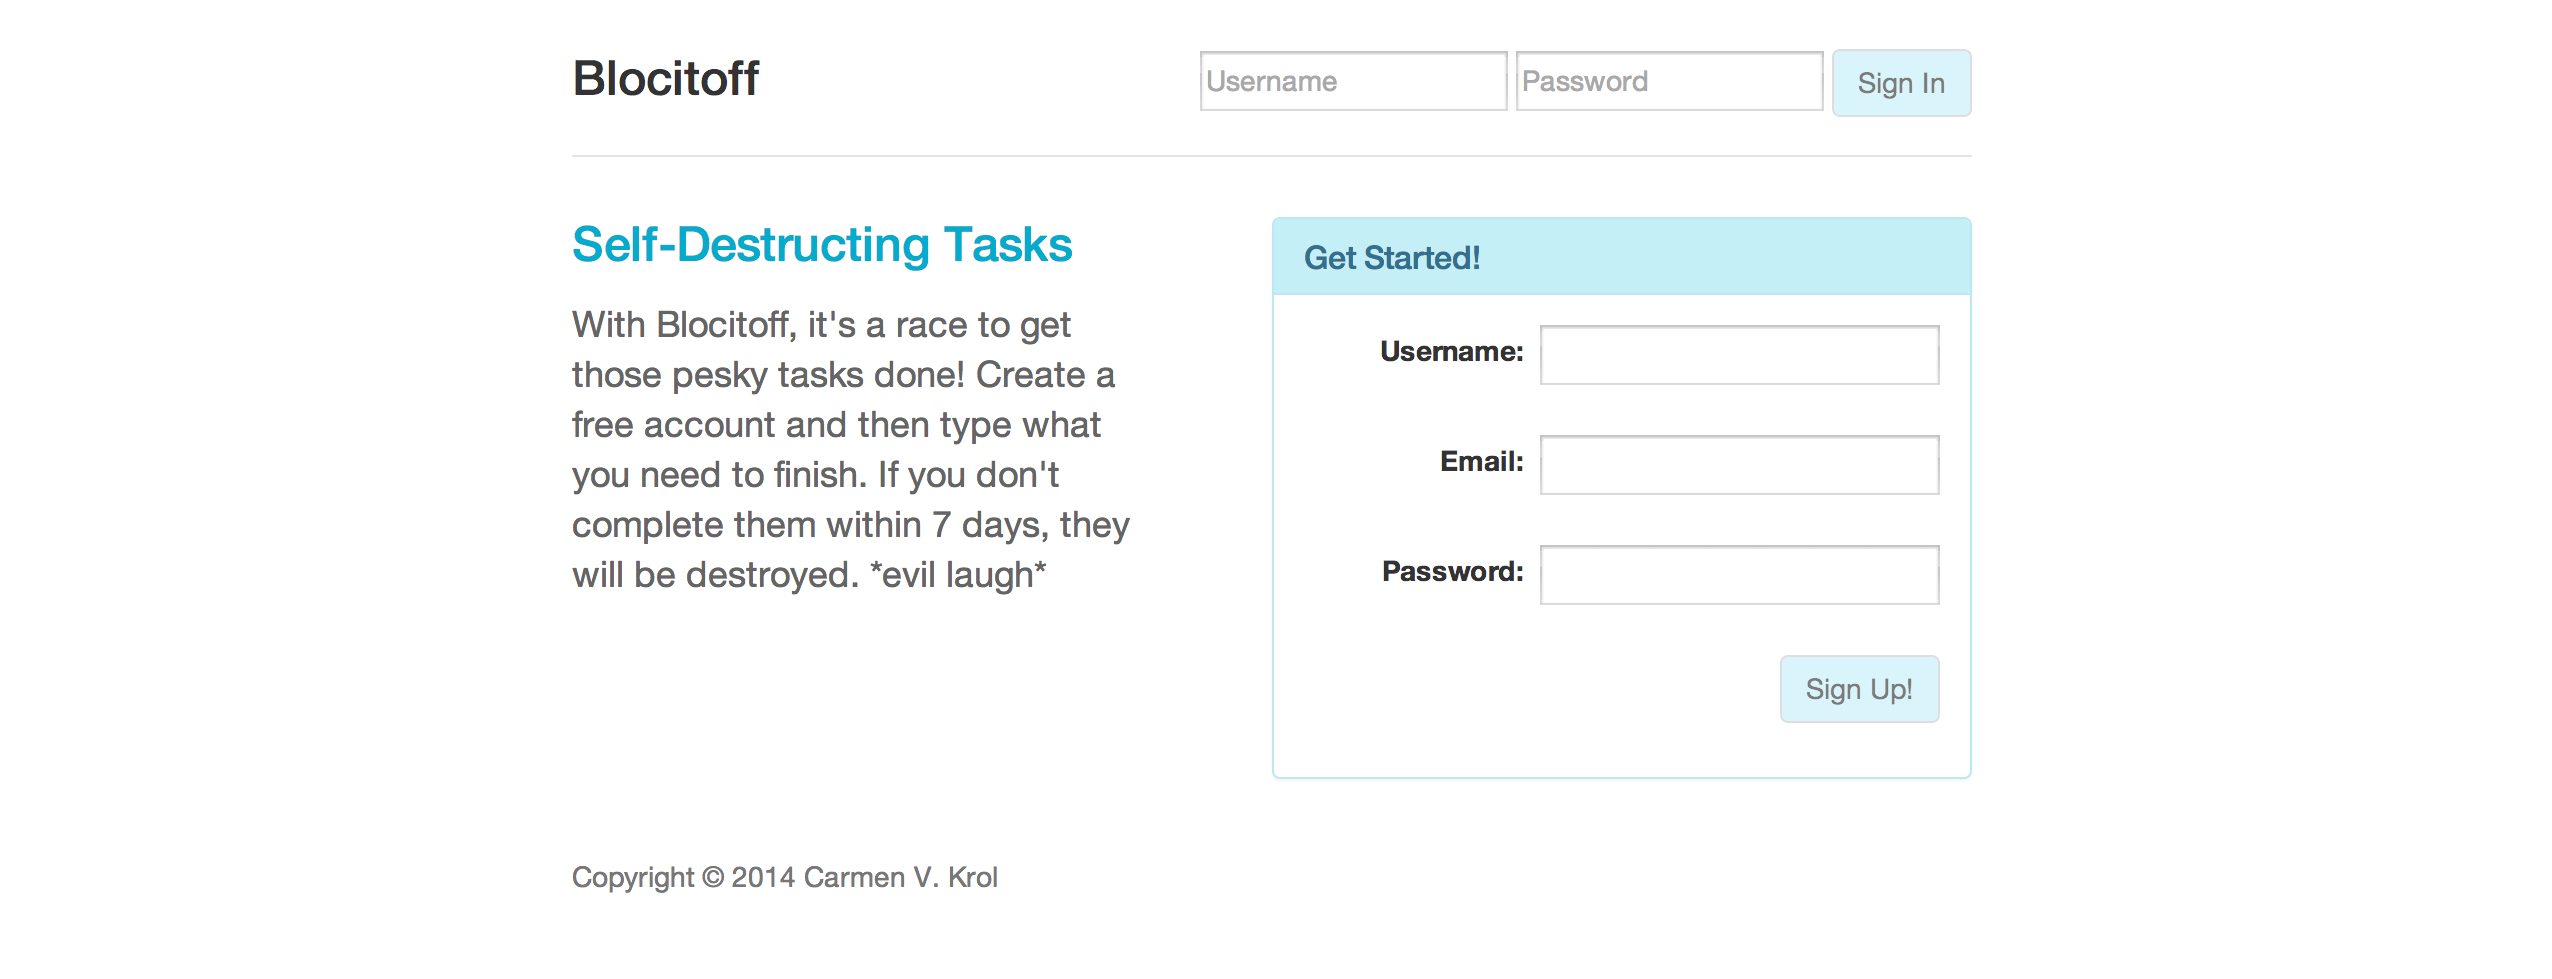 Blocitoff
Username
Password
Sign In
Self-Destructing Tasks
With Blocitoff, it's a race to get
those pesky tasks done! Create a
free account and then type what
you need to finish. If you don't
complete them within 7 days, they
will be destroyed. *evil laugh*
Get Started!
Username:
Email:
Password:
Sign Up!
Copyright © 2014 Carmen V. Krol